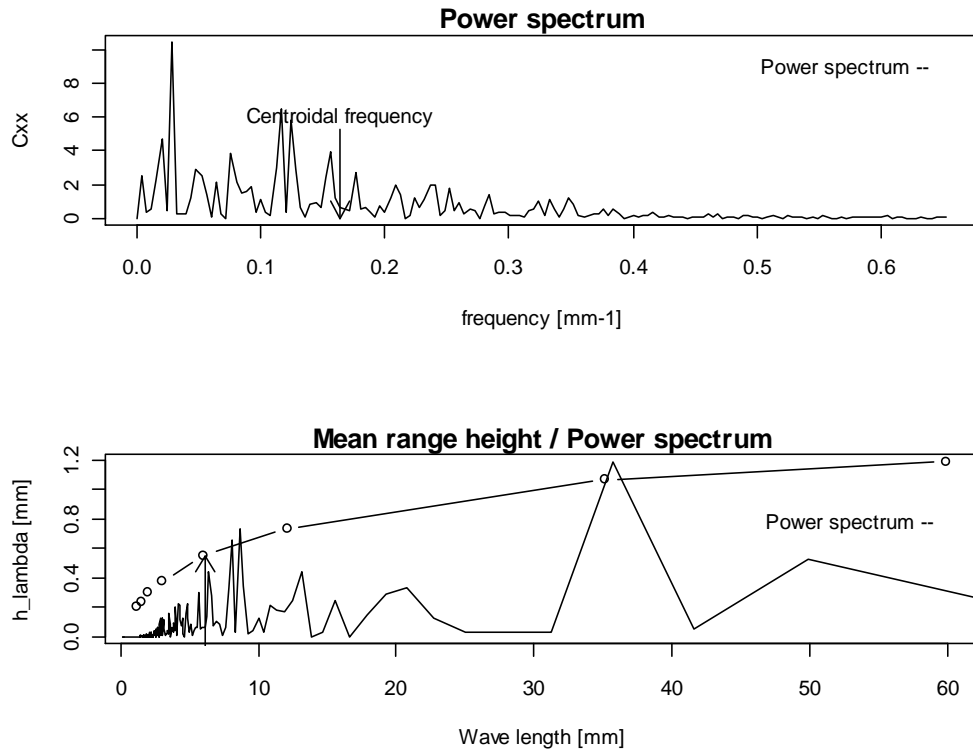 Power spectrum
8
6
4
2
0
Cxx
Power spectrum --
Centroidal frequency
0.0 0.1 0.2 0.3 0.4 0.5 0.6
frequency [mm-1]
Mean range height / Power spectrum
1.2
0.8
0.4
0.0
h_lambda [mm]
Power spectrum --
0 10 20 30 40 50 60
Wave length [mm]